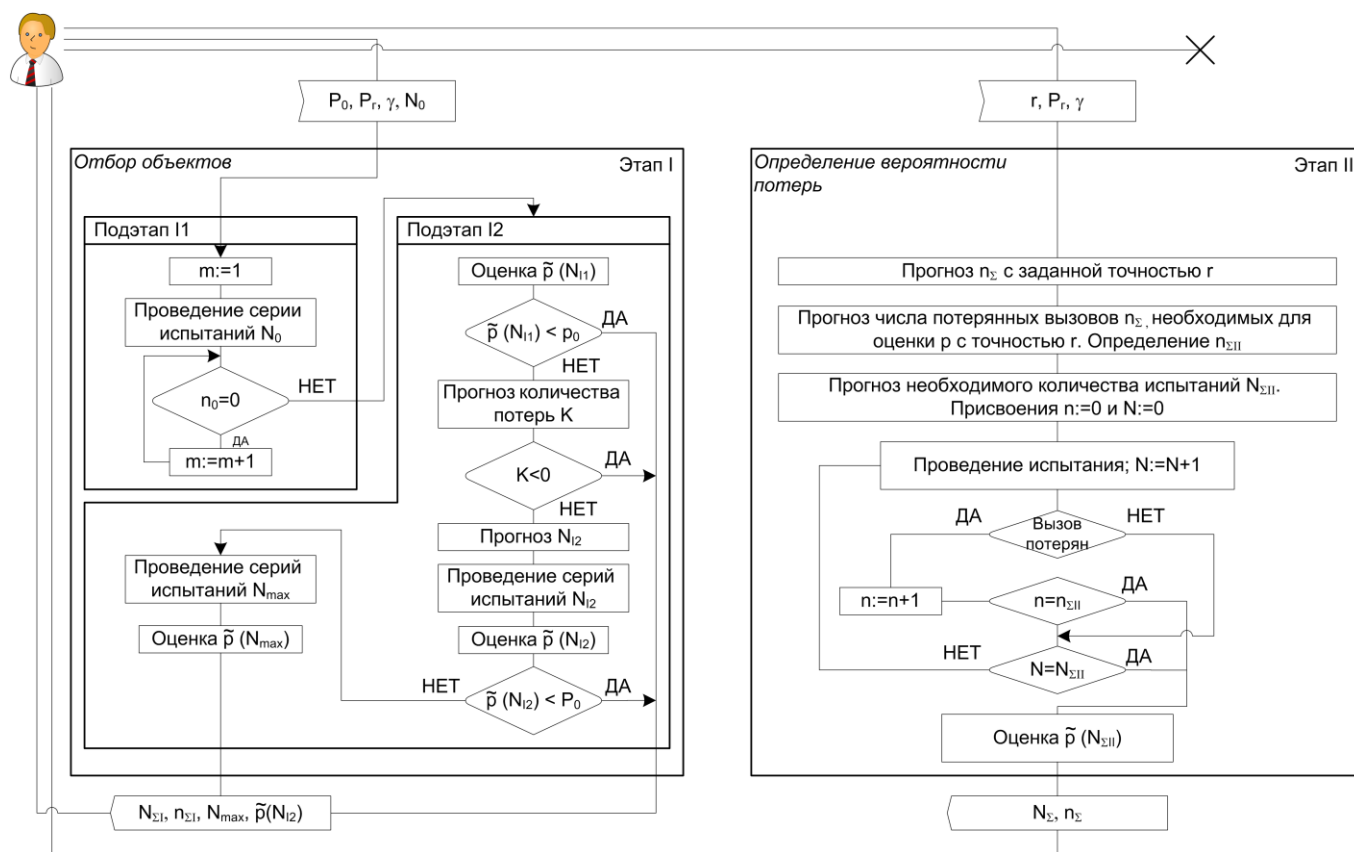 P₀, Pᵣ, γ, N₀
r, Pᵣ, γ
Отбор объектов
Этап I
Подэтап I1
m:=1
Проведение серии
испытаний N₀
n₀=0
НЕТ
ДА
m:=m+1
Подэтап I2
Оценка p̃ (N_I1)
p̃ (N_I1) < p₀
ДА
НЕТ
Прогноз количества
потерь K
K<0
ДА
НЕТ
Прогноз N_I2
Проведение серий
испытаний N_I2
Оценка p̃ (N_I2)
p̃ (N_I2) < P₀
НЕТ
ДА
Проведение серий
испытаний N_max
Оценка p̃ (N_max)
N_ΣI, n_ΣI, N_max, p̃(N_I2)
Определение вероятности
потерь
Этап II
Прогноз n_Σ с заданной точностью r
Прогноз числа потерянных вызовов n_Σ , необходимых для
оценки p с точностью r. Определение n_ΣII
Прогноз необходимого количества испытаний N_ΣII.
Присвоения n:=0 и N:=0
Проведение испытания; N:=N+1
ДА
НЕТ
Вызов
потерян
n:=n+1
n=n_ΣII
ДА
НЕТ
N=N_ΣII
ДА
Оценка p̃ (N_ΣII)
N_Σ, n_Σ